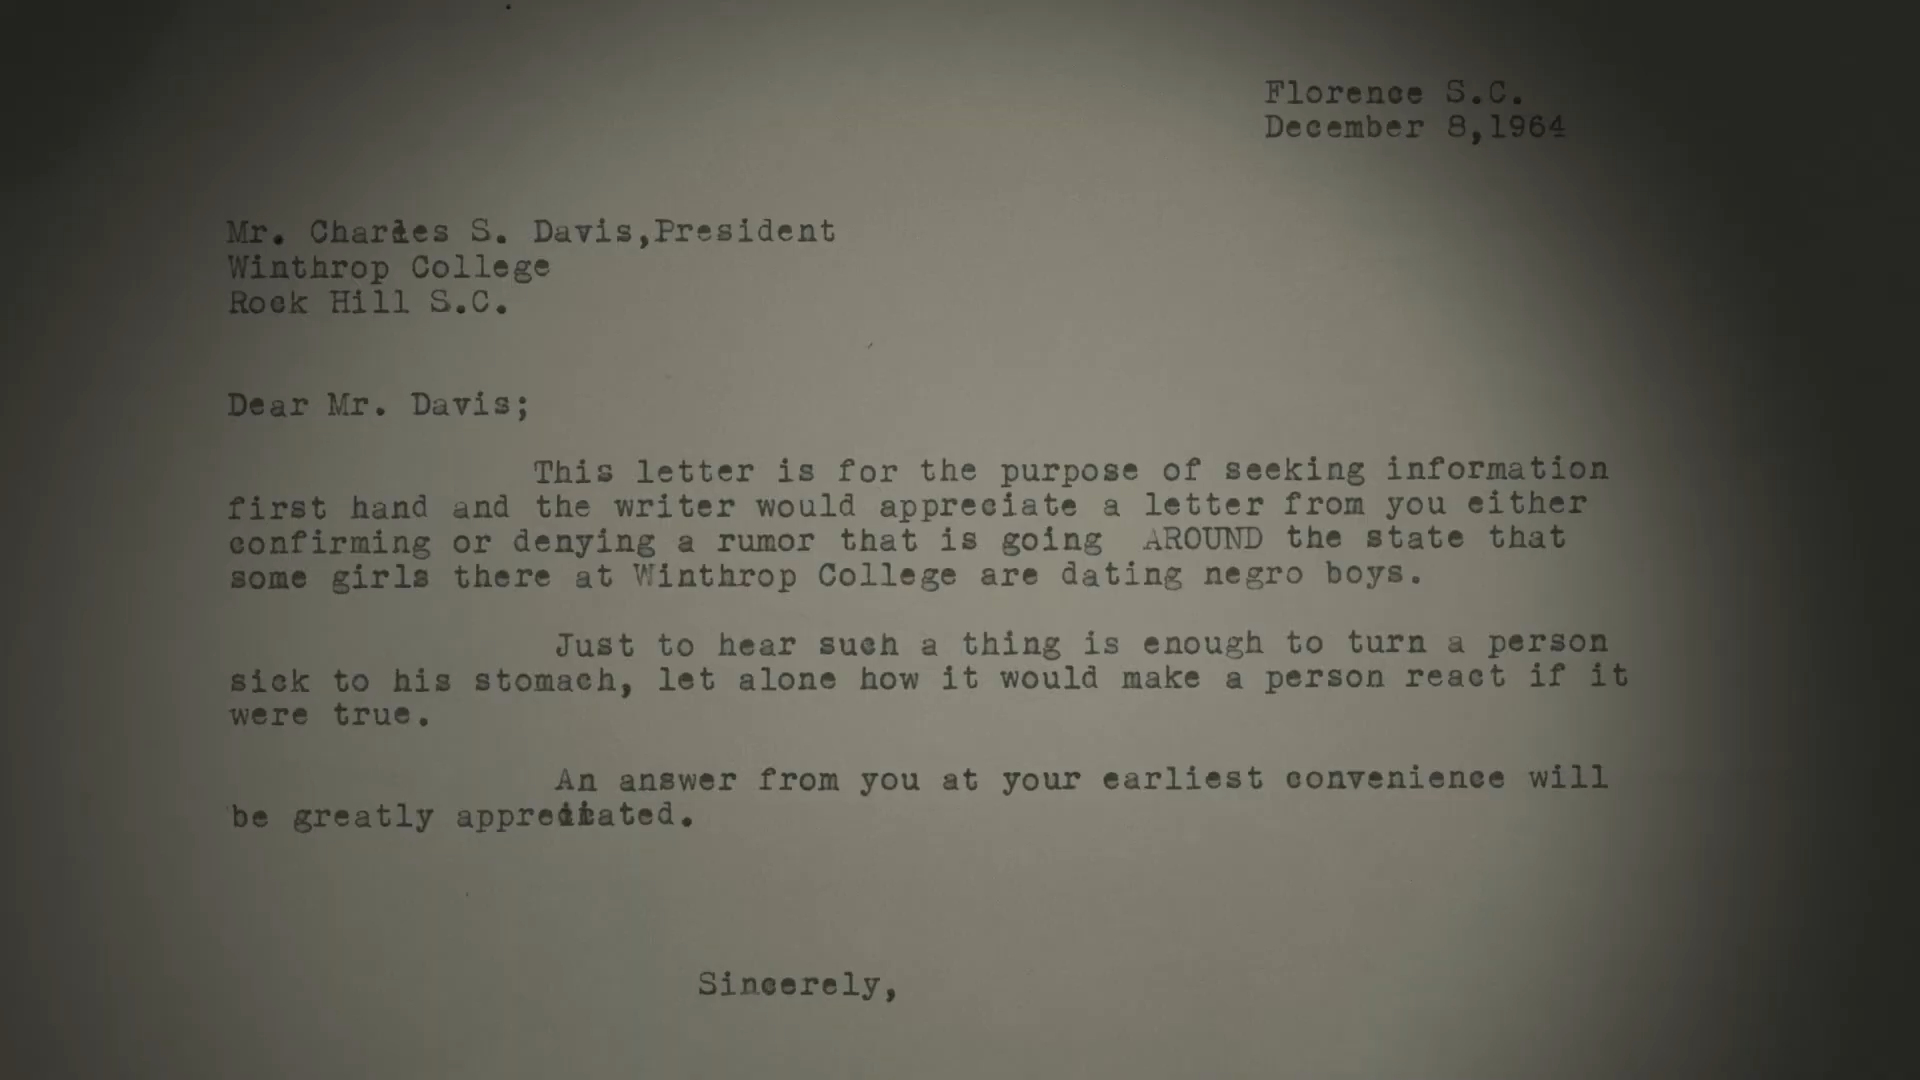 Florence S.C.
December 8,1964
Mr. Charles S. Davis,President
Winthrop College
Rock Hill S.C.
Dear Mr. Davis;
This letter is for the purpose of seeking information
first hand and the writer would appreciate a letter from you either
confirming or denying a rumor that is going AROUND the state that
some girls there at Winthrop College are dating negro boys.
Just to hear such a thing is enough to turn a person
sick to his stomach, let alone how it would make a person react if it
were true.
An answer from you at your earliest convenience will
be greatly appreciated.
Sincerely,